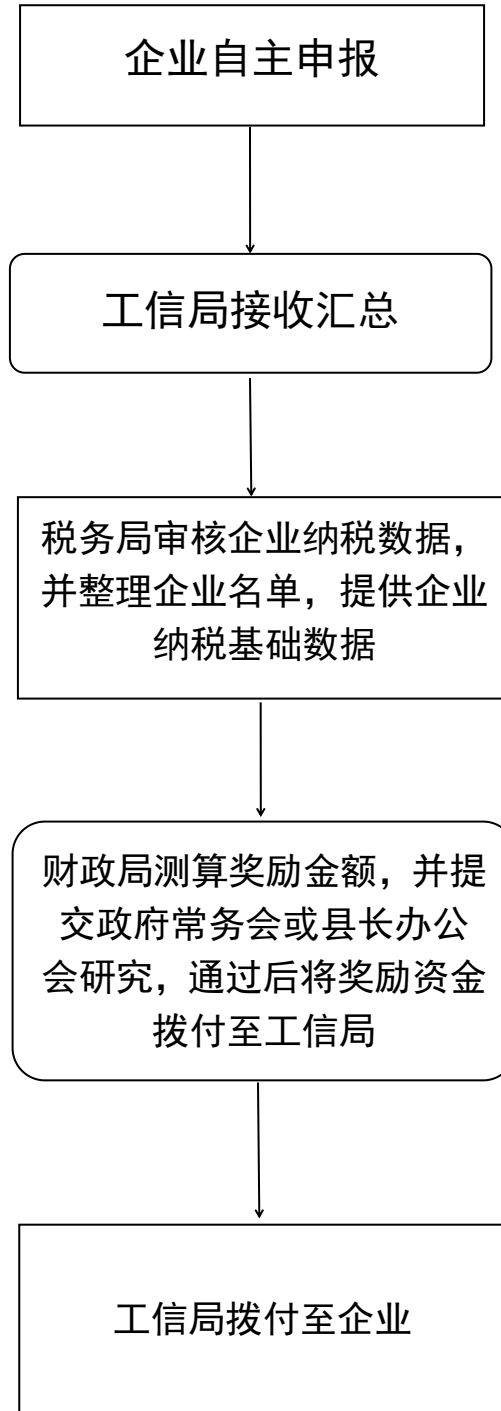 企业自主申报
工信局接收汇总
税务局审核企业纳税数据，
并整理企业名单，提供企业
纳税基础数据
财政局测算奖励金额，并提
交政府常务会或县长办公
会研究，通过后将奖励资金
拨付至工信局
工信局拨付至企业